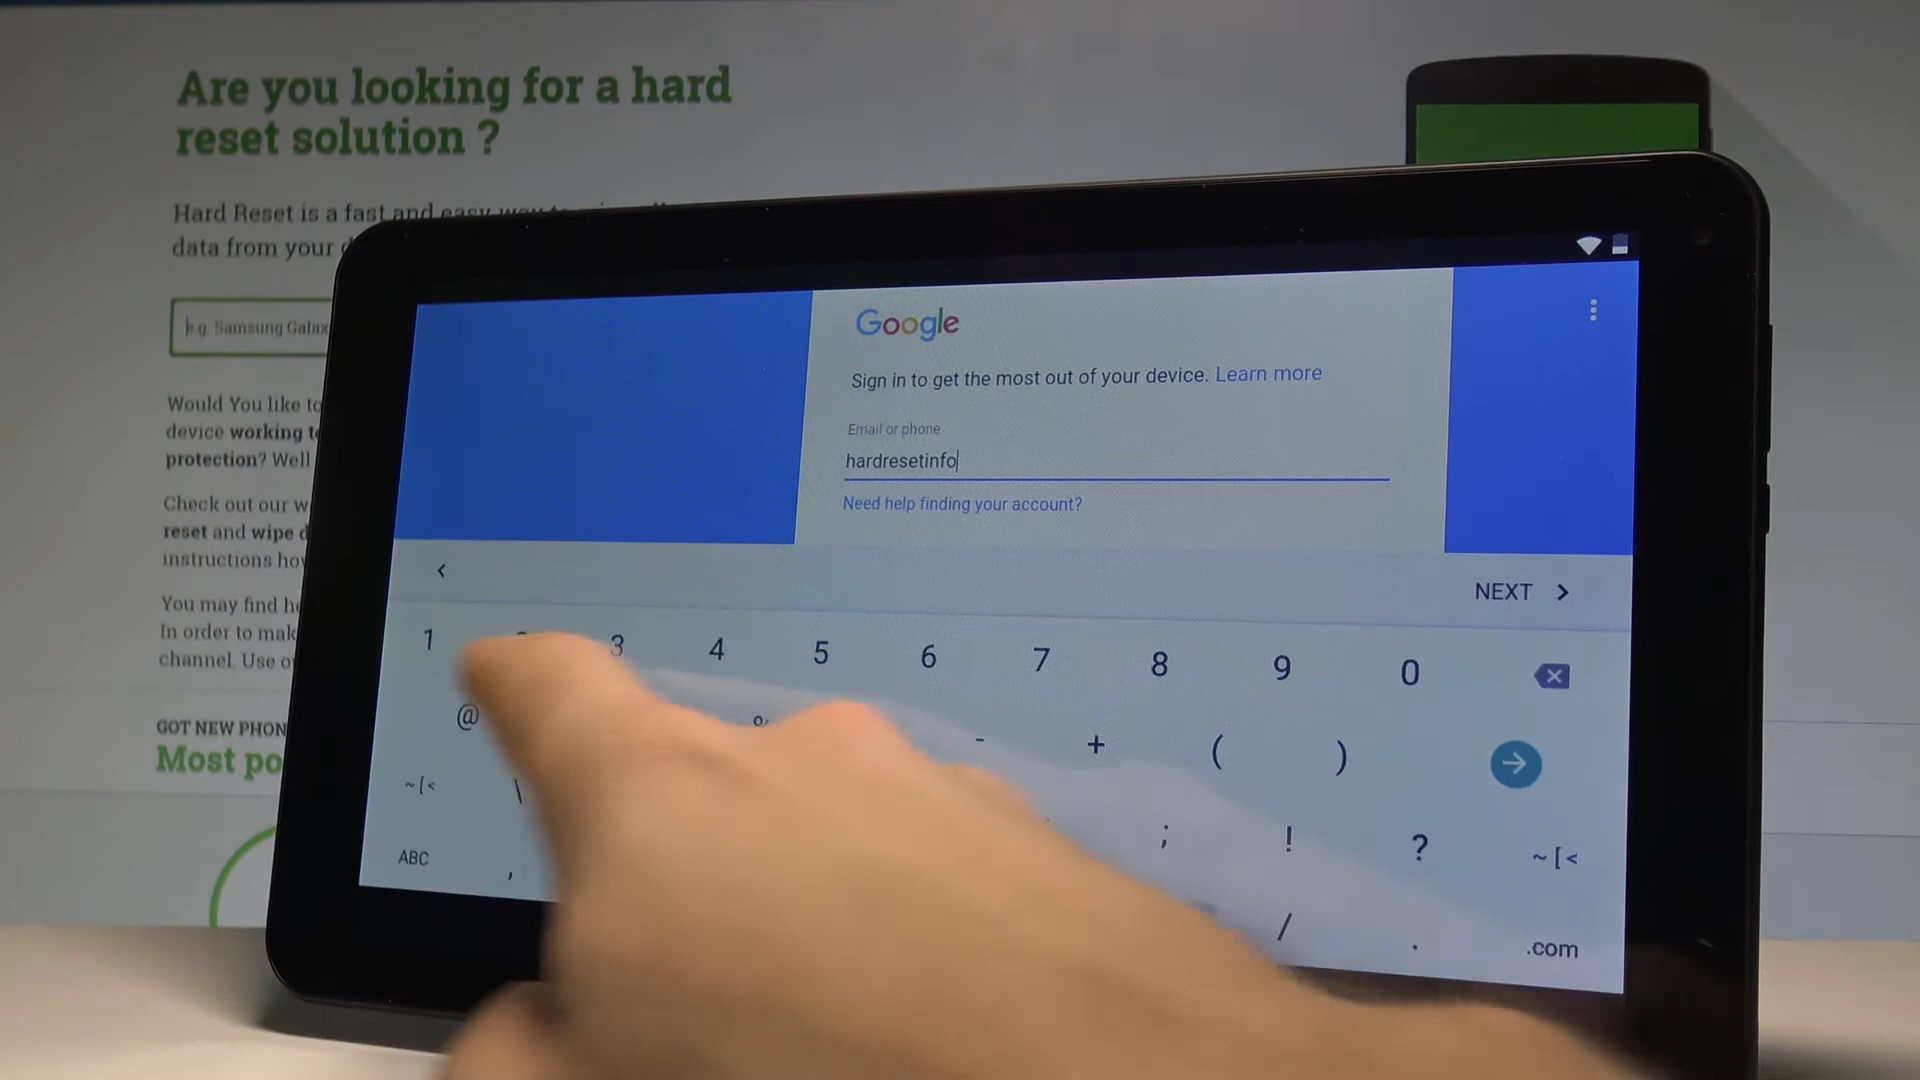 Are you looking for a hard
reset solution ?
Hard Reset is a fast and easy way to
data from your
e.g. Samsung Galax
Would You like to
device working
protection? Well
Check out our
reset and wipe
instructions
You may find
In order to
channel. Use
GOT NEW
Most
Google
Sign in to get the most out of your device. Learn more
Email or phone
hardresetinfo
Need help finding your account?
<
NEXT >
1 3 4 5 6 7 8 9 0
@ % - + ( )
~[< \ ; ! ? ~[<
ABC , / . .com